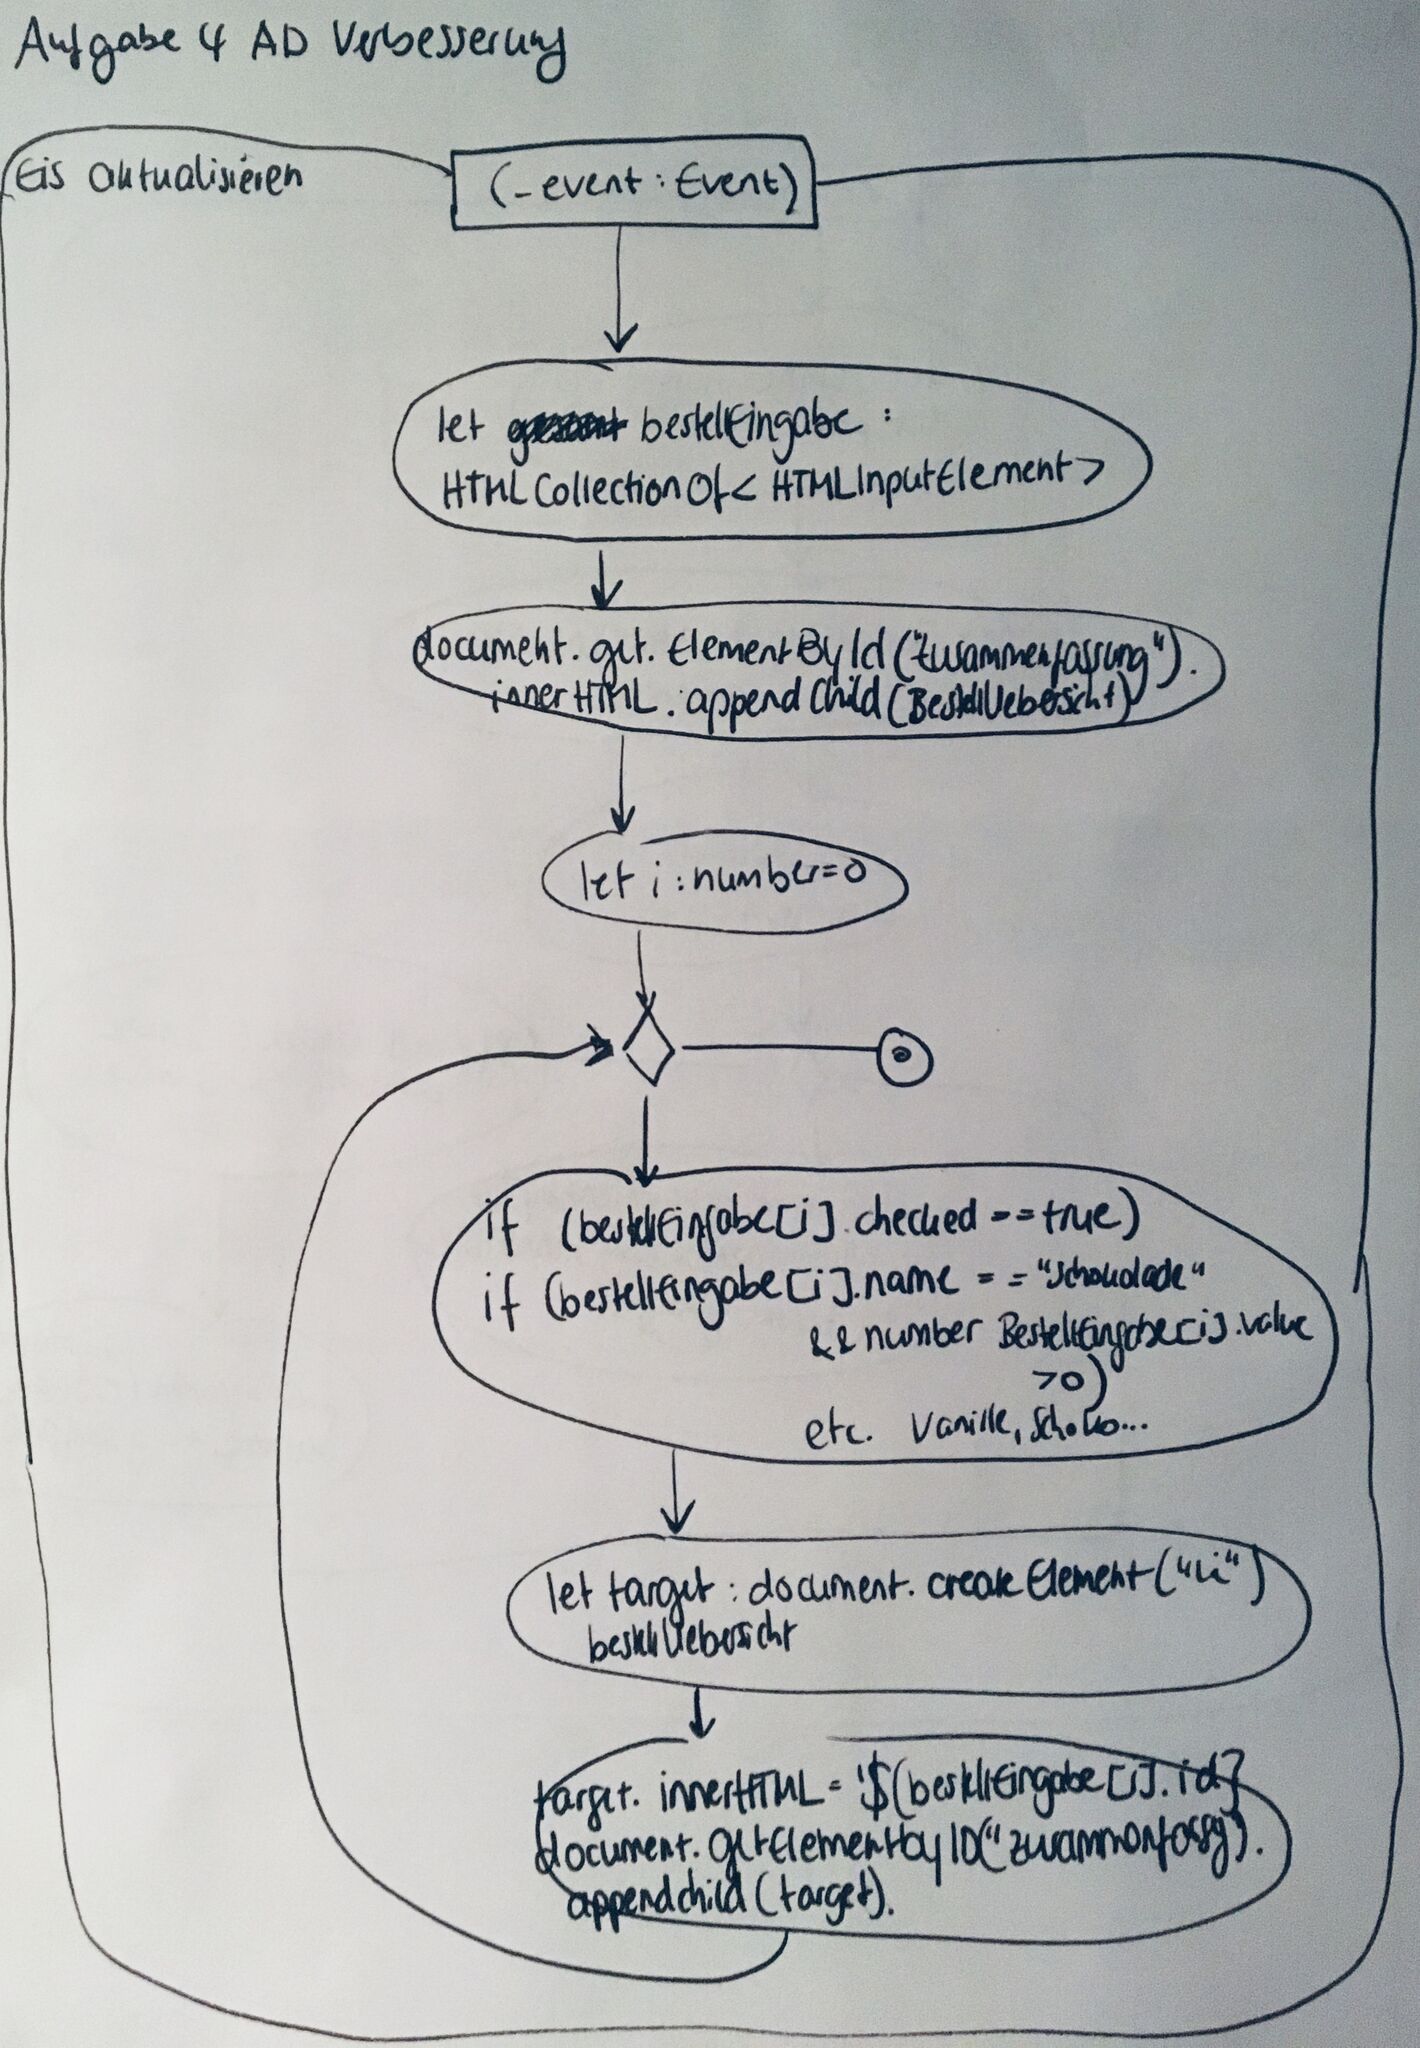 Aufgabe 4 AD Verbesserung
Eis aktualisieren
(_event : Event)
let bestellEingabe :
HTMLCollectionOf< HTMLInputElement >
document.get.ElementById("Zusammenfassung").
innerHTML.appendChild(BestellUebersicht)
let i : number=0
if (bestellEingabe[i].checked == true)
if (bestellEingabe[i].name == "Schokolade"
&& number BestellEingabe[i].value
>0)
etc. Vanille, Schoko...
let target : document.createElement("Li")
bestellUebersicht
target. innerHTML = '$(bestellEingabe[i].id}
document.getElementbyID(" ").
appendchild(target).